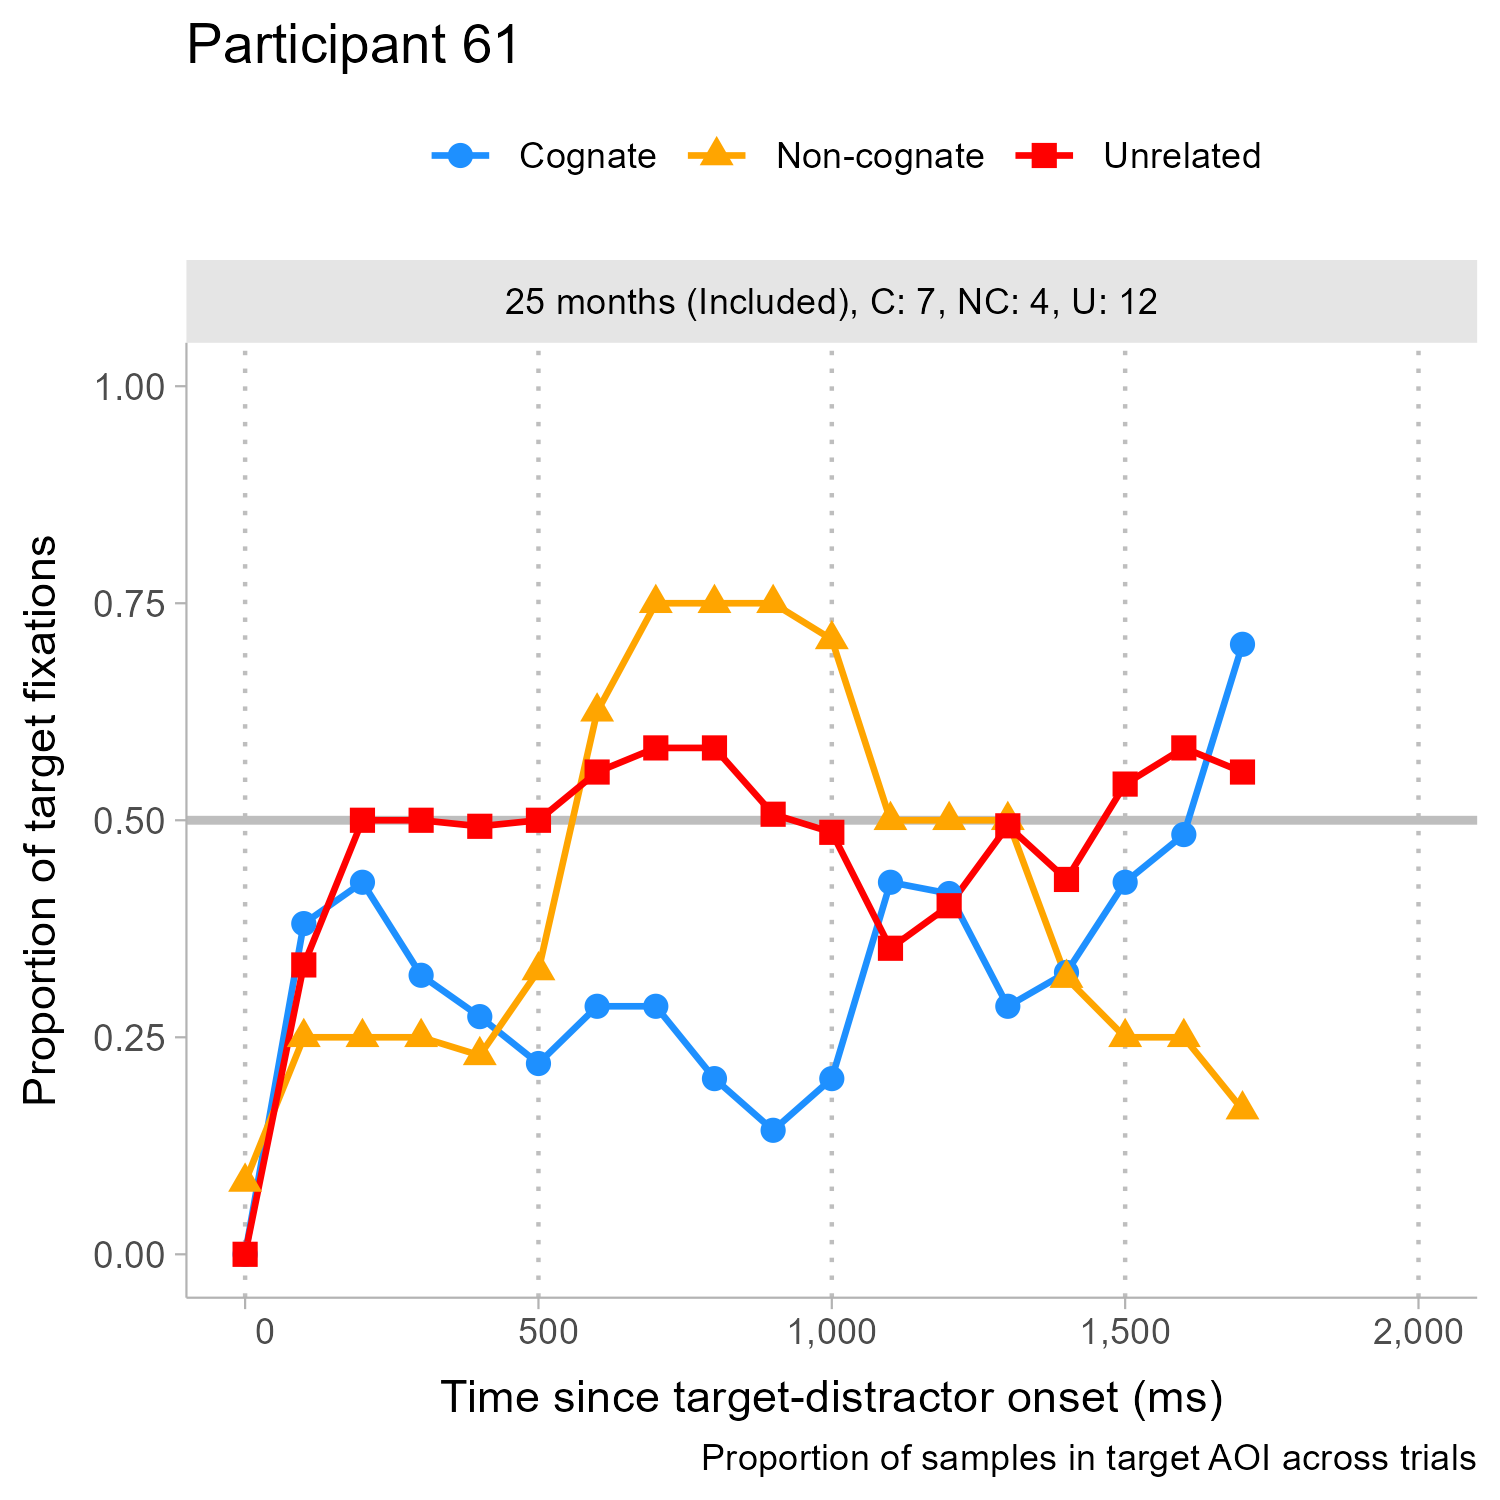 Participant 61
Cognate Non-cognate Unrelated
25 months (Included), C: 7, NC: 4, U: 12
1.00
0.75
0.50
0.25
0.00
Proportion of target fixations
0 500 1,000 1,500 2,000
Time since target-distractor onset (ms)
Proportion of samples in target AOI across trials